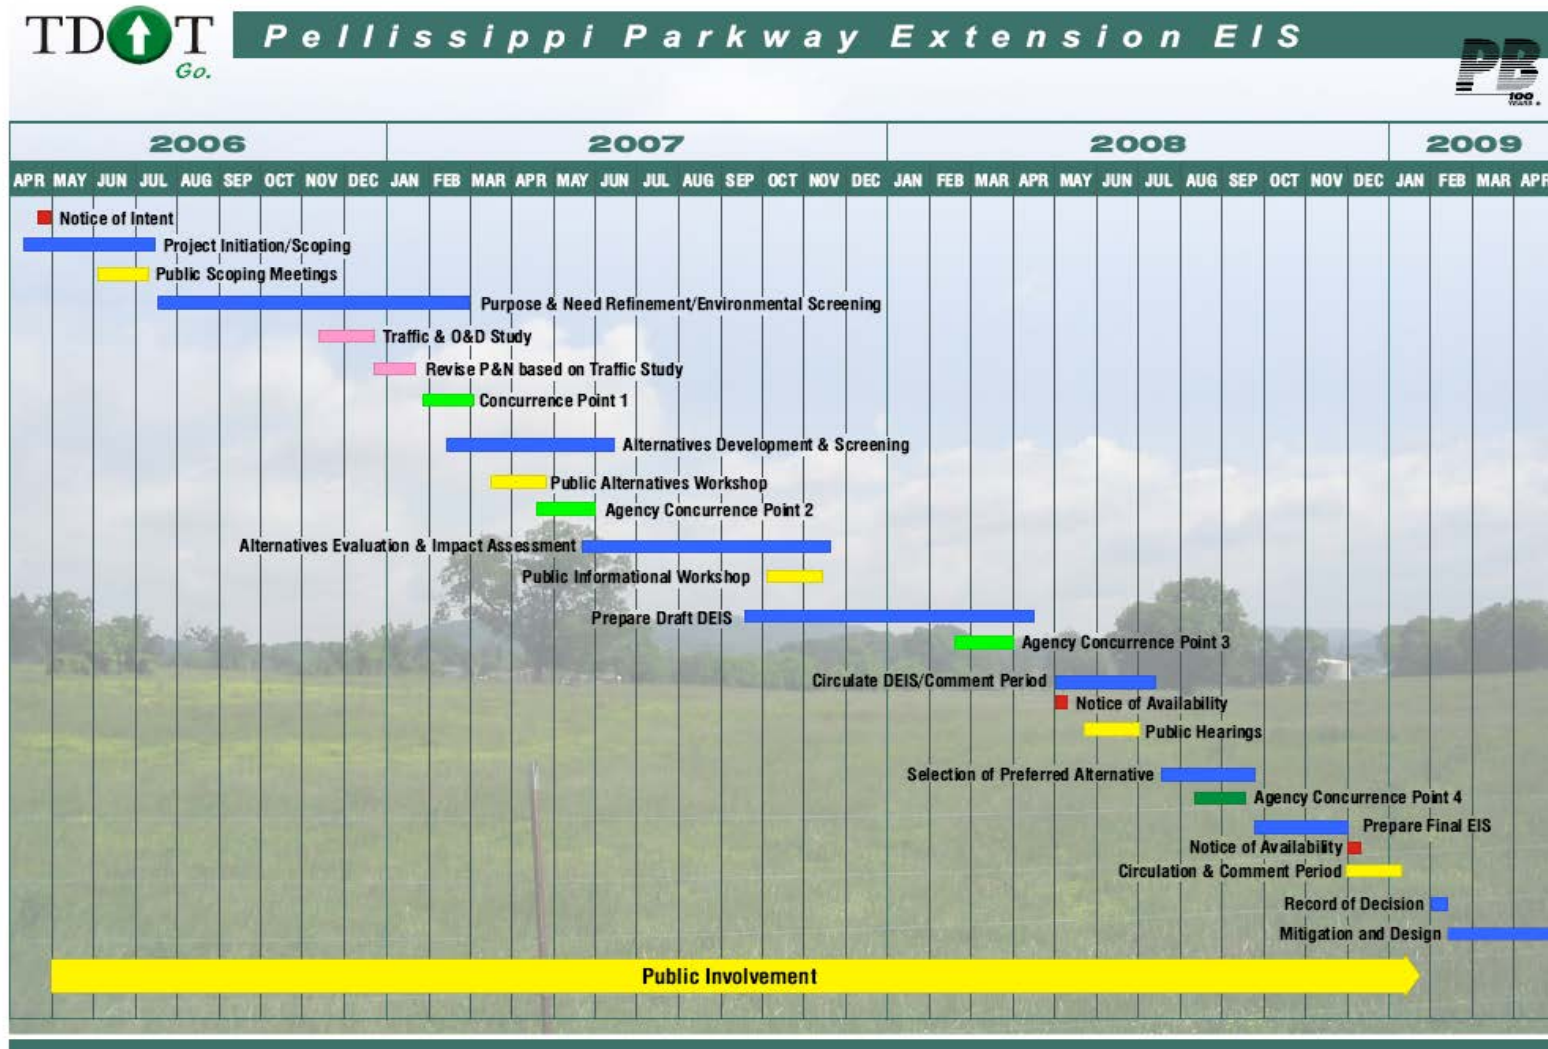 TDOT
Go.
Pellissippi Parkway Extension EIS
PB
100
YEARS
2006 2007 2008 2009
APR MAY JUN JUL AUG SEP OCT NOV DEC JAN FEB MAR APR MAY JUN JUL AUG SEP OCT NOV DEC JAN FEB MAR APR MAY JUN JUL AUG SEP OCT NOV DEC JAN FEB MAR APR
Notice of Intent
Project Initiation/Scoping
Public Scoping Meetings
Purpose & Need Refinement/Environmental Screening
Traffic & O&D Study
Revise P&N based on Traffic Study
Concurrence Point 1
Alternatives Development & Screening
Public Alternatives Workshop
Agency Concurrence Point 2
Alternatives Evaluation & Impact Assessment
Public Informational Workshop
Prepare Draft DEIS
Agency Concurrence Point 3
Circulate DEIS/Comment Period
Notice of Availability
Public Hearings
Selection of Preferred Alternative
Agency Concurrence Point 4
Prepare Final EIS
Notice of Availability
Circulation & Comment Period
Record of Decision
Mitigation and Design
Public Involvement